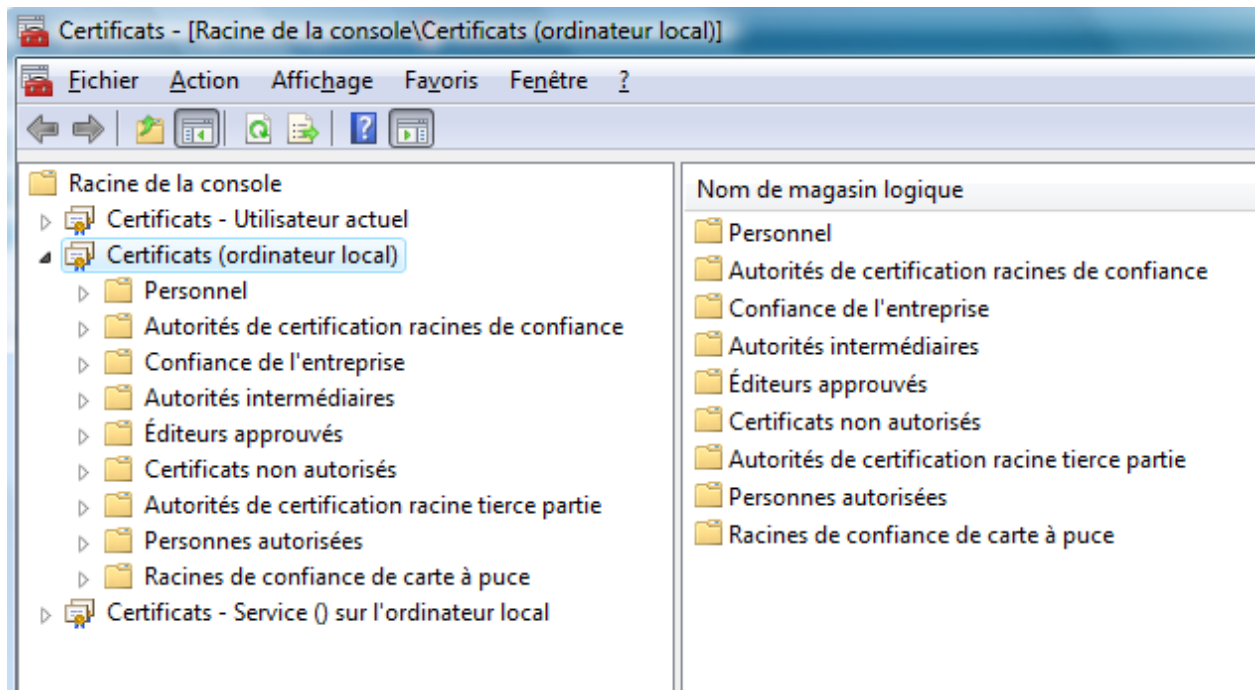 Certificats - [Racine de la console\Certificats (ordinateur local)]
Fichier Action Affichage Favoris Fenêtre ?
Racine de la console
Certificats - Utilisateur actuel
Certificats (ordinateur local)
Personnel
Autorités de certification racines de confiance
Confiance de l'entreprise
Autorités intermédiaires
Éditeurs approuvés
Certificats non autorisés
Autorités de certification racine tierce partie
Personnes autorisées
Racines de confiance de carte à puce
Certificats - Service () sur l'ordinateur local
Nom de magasin logique
Personnel
Autorités de certification racines de confiance
Confiance de l'entreprise
Autorités intermédiaires
Éditeurs approuvés
Certificats non autorisés
Autorités de certification racine tierce partie
Personnes autorisées
Racines de confiance de carte à puce